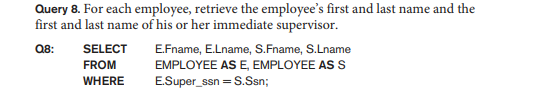 Query 8. For each employee, retrieve the employee's first and last name and the
first and last name of his or her immediate supervisor.
Q8: SELECT E.Fname, E.Lname, S.Fname, S.Lname
FROM EMPLOYEE AS E, EMPLOYEE AS S
WHERE E.Super_ssn = S.Ssn;